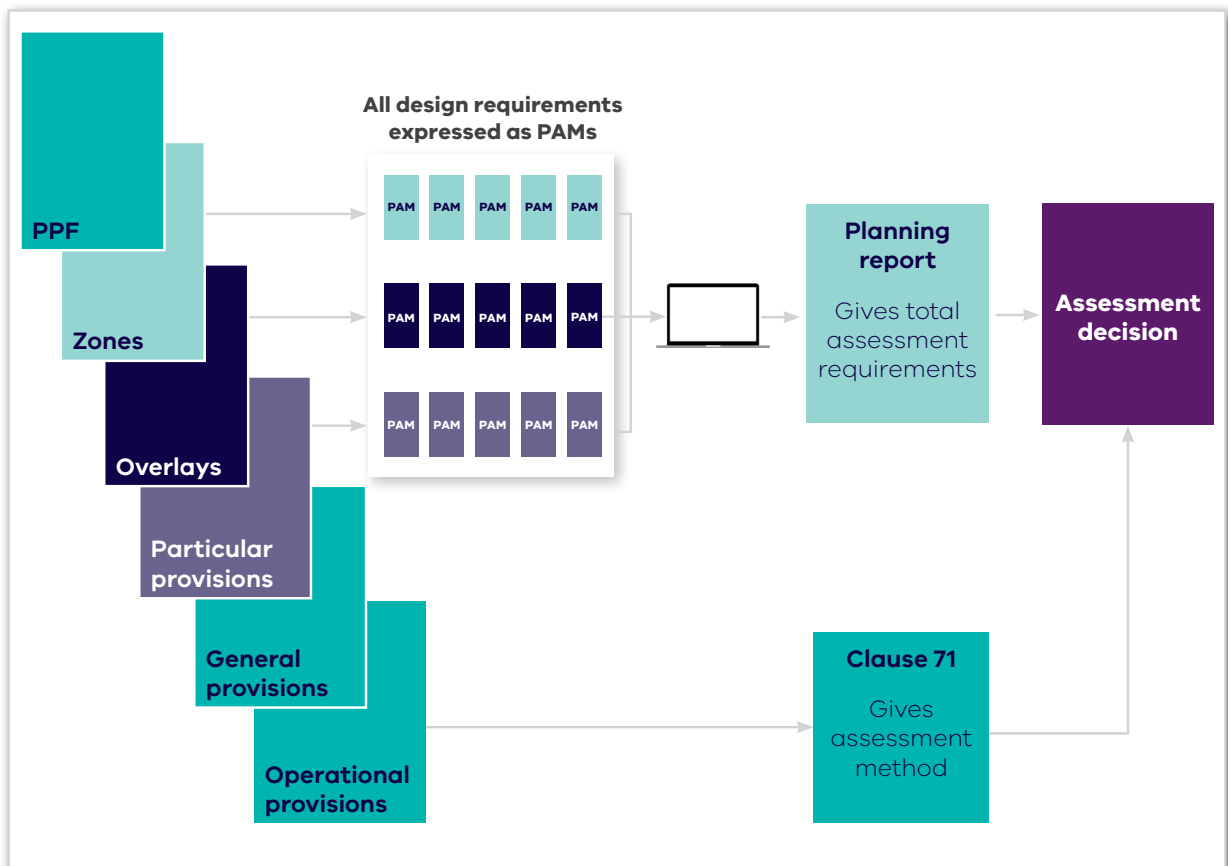 All design requirements
expressed as PAMs
PPF
Zones
Overlays
Particular
provisions
General
provisions
Operational
provisions
PAM PAM PAM PAM PAM
PAM PAM PAM PAM PAM
PAM PAM PAM PAM PAM
Planning
report
Gives total
assessment
requirements
Assessment
decision
Clause 71
Gives
assessment
method